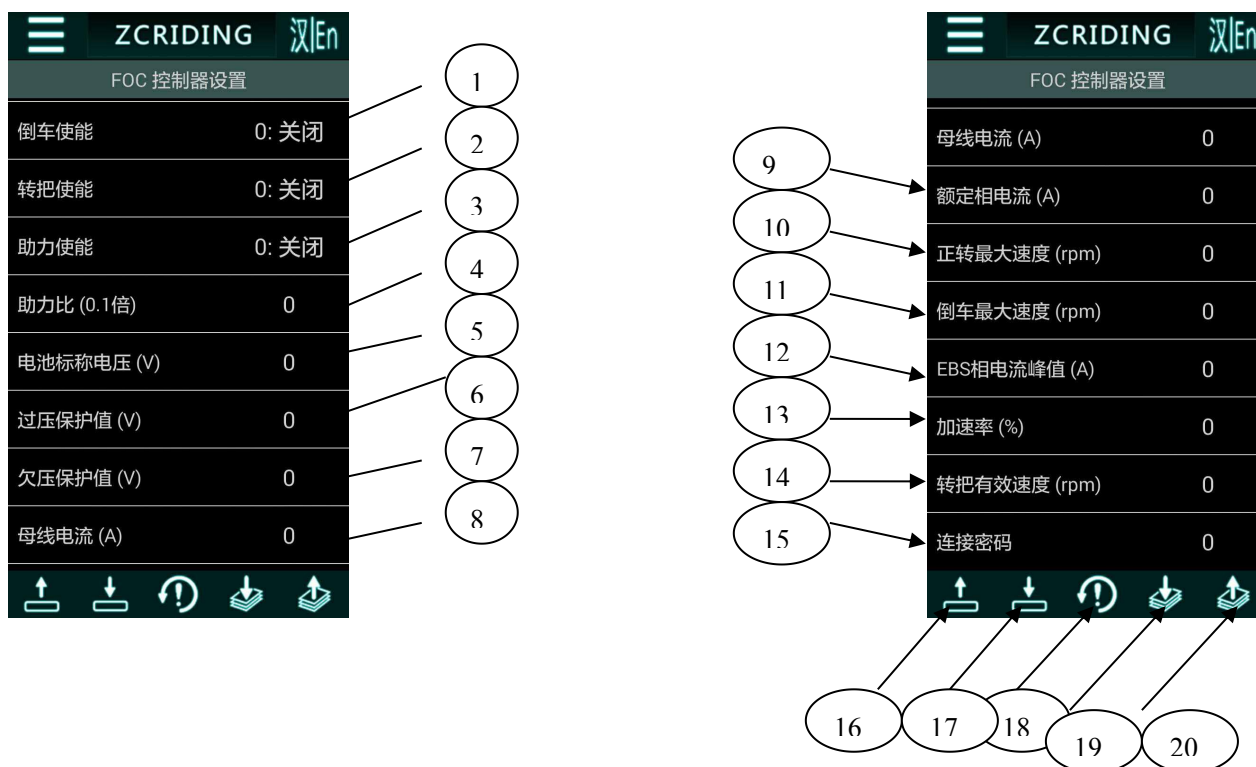 ZCRIDING 汉|En
FOC 控制器设置
倒车使能 0: 关闭
转把使能 0: 关闭
助力使能 0: 关闭
助力比 (0.1倍) 0
电池标称电压 (V) 0
过压保护值 (V) 0
欠压保护值 (V) 0
母线电流 (A) 0
1
2
3
4
5
6
7
8
ZCRIDING 汉|En
FOC 控制器设置
母线电流 (A) 0
额定相电流 (A) 0
正转最大速度 (rpm) 0
倒车最大速度 (rpm) 0
EBS相电流峰值 (A) 0
加速率 (%) 0
转把有效速度 (rpm) 0
连接密码 0
9
10
11
12
13
14
15
16
17
18
19
20